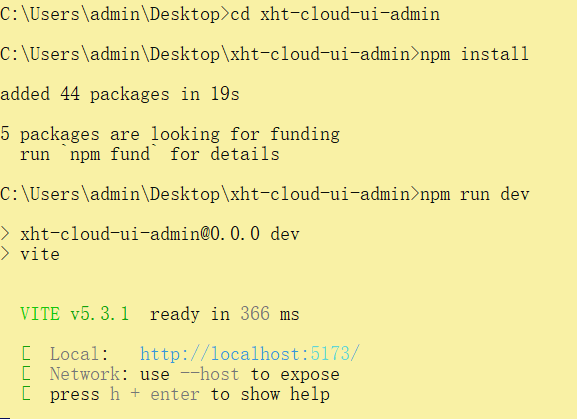 C:\Users\admin\Desktop>cd xht-cloud-ui-admin
C:\Users\admin\Desktop\xht-cloud-ui-admin>npm install
added 44 packages in 19s
5 packages are looking for funding
  run `npm fund` for details
C:\Users\admin\Desktop\xht-cloud-ui-admin>npm run dev
> xht-cloud-ui-admin@0.0.0 dev
> vite
  VITE v5.3.1  ready in 366 ms
  [  Local:   http://localhost:5173/
  [  Network: use --host to expose
  [  press h + enter to show help